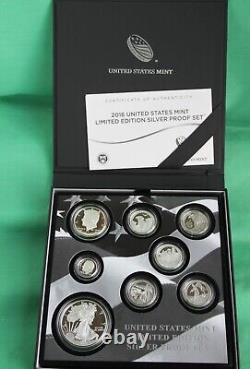 UNITED STATES MINT
CERTIFICATE OF AUTHENTICITY
2016 UNITED STATES MINT
LIMITED EDITION SILVER PROOF SET
MINT
UNITED STATES MINT
LIMITED EDITION
SILVER PROOF SET